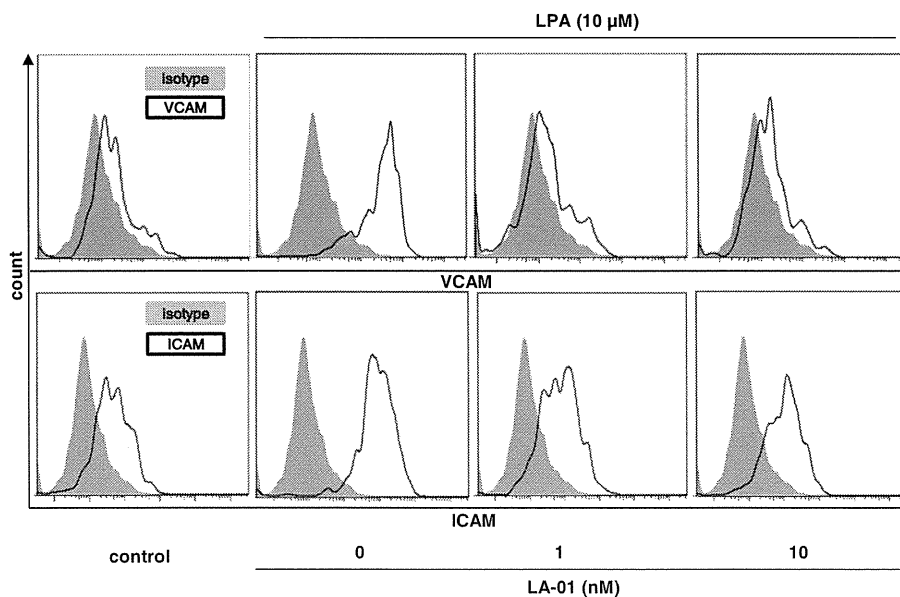 LPA (10 µM)
isotype
VCAM
count
VCAM
isotype
ICAM
ICAM
control
0
1
10
LA-01 (nM)